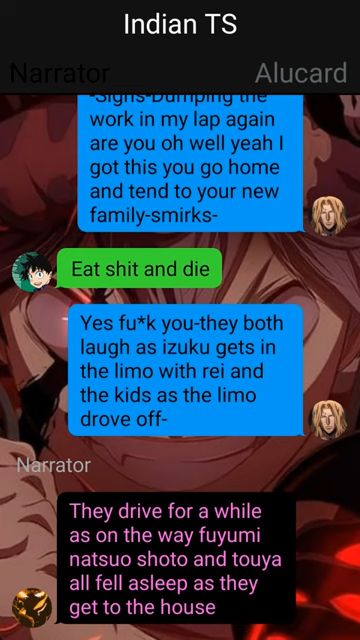 Indian TS
Narrator
Alucard
-Signs-Dumping the
work in my lap again
are you oh well yeah I
got this you go home
and tend to your new
family-smirks-
Eat shit and die
Yes fu*k you-they both
laugh as izuku gets in
the limo with rei and
the kids as the limo
drove off-
Narrator
They drive for a while
as on the way fuyumi
natsuo shoto and touya
all fell asleep as they
get to the house